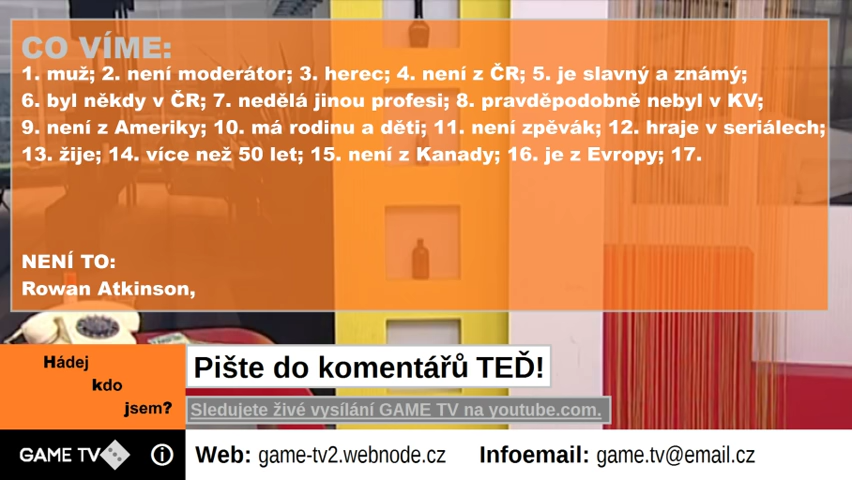 CO VÍME:
1. muž; 2. není moderátor; 3. herec; 4. není z ČR; 5. je slavný a známý;
6. byl někdy v ČR; 7. nedělá jinou profesi; 8. pravděpodobně nebyl v KV;
9. není z Ameriky; 10. má rodinu a děti; 11. není zpěvák; 12. hraje v seriálech;
13. žije; 14. více než 50 let; 15. není z Kanady; 16. je z Evropy; 17.
NENÍ TO:
Rowan Atkinson,
Hádej
kdo
jsem?
Pište do komentářů TEĎ!
Sledujete živé vysílání GAME TV na youtube.com.
GAME TV
Web: game-tv2.webnode.cz Infoemail: game.tv@email.cz